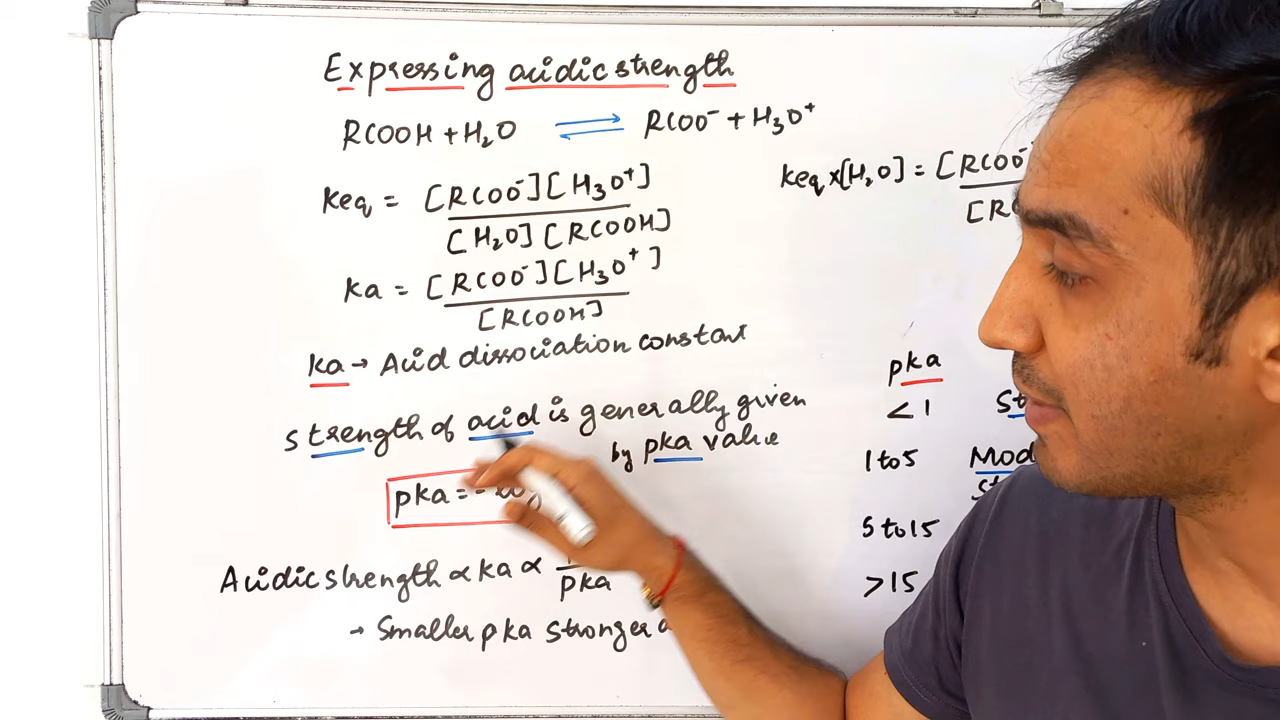 Expressing acidic strength
RCOOH + H₂O ⇌ RCOO⁻ + H₃O⁺
Keq = [RCOO⁻][H₃O⁺]
[H₂O][RCOOH]
Keq x[H₂O] = [RCOO⁻
Ka = [RCOO⁻][H₃O⁺]
[RCOOH]
Ka → Acid dissociation constant
strength of acid is generally given
by pka value
pka = -
Acidic strength ∝ Ka ∝
pka
→ Smaller pka stronger
pka
< 1
1 to 5
5 to 15
> 15